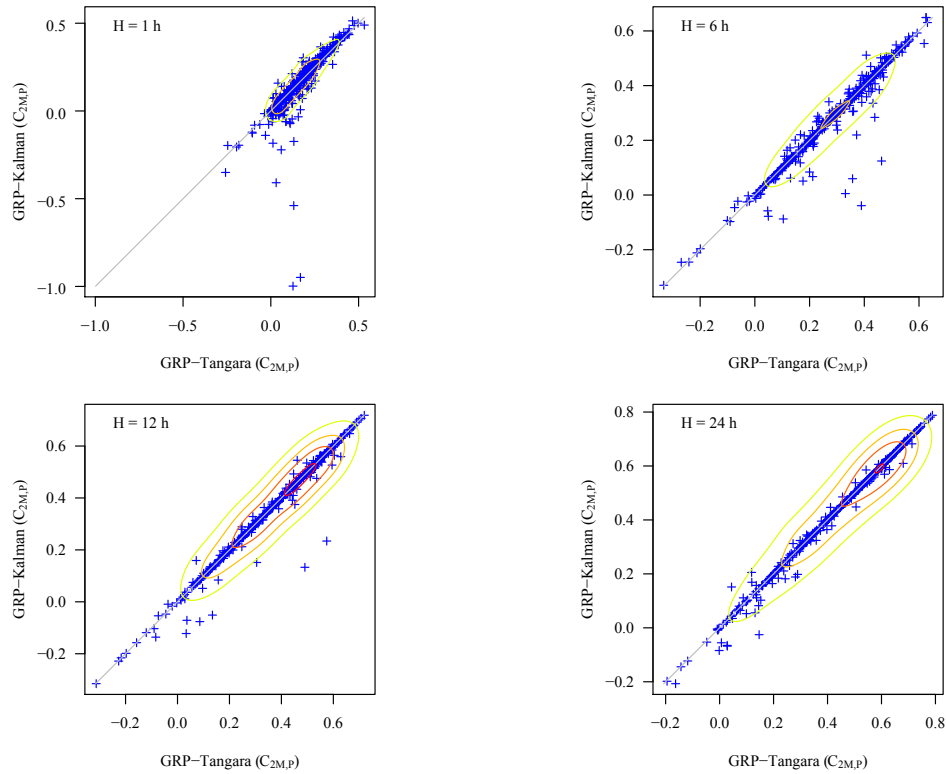 H = 1 h
0.5
0.0
−0.5
−1.0
GRP−Kalman (C2M,P)
−1.0 −0.5 0.0 0.5
GRP−Tangara (C2M,P)
H = 6 h
0.6
0.4
0.2
0.0
−0.2
GRP−Kalman (C2M,P)
−0.2 0.0 0.2 0.4 0.6
GRP−Tangara (C2M,P)
H = 12 h
0.6
0.4
0.2
0.0
−0.2
GRP−Kalman (C2M,P)
−0.2 0.0 0.2 0.4 0.6
GRP−Tangara (C2M,P)
H = 24 h
0.8
0.6
0.4
0.2
0.0
−0.2
GRP−Kalman (C2M,P)
−0.2 0.0 0.2 0.4 0.6 0.8
GRP−Tangara (C2M,P)